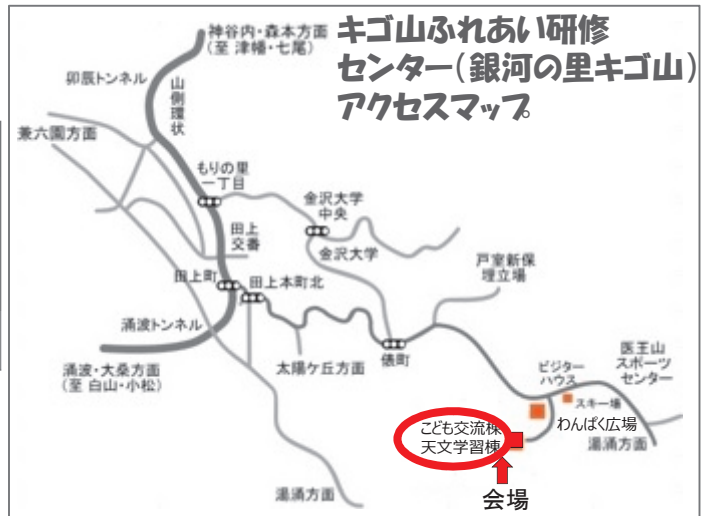 キゴ山ふれあい研修
センター(銀河の里キゴ山)
アクセスマップ
神谷内・森本方面
(至 津幡・七尾)
卯辰トンネル
山側環状
兼六園方面
もりの里
一丁目
金沢大学
中央
田上
交番
金沢大学
戸室新保
埋立場
田上町
田上本町北
涌波トンネル
俵町
太陽ケ丘方面
涌波・大桑方面
(至 白山・小松)
医王山
スポーツ
センター
ビジター
ハウス
スキー場
わんぱく広場
こども交流棟
天文学習棟
湯涌方面
湯涌方面
会場